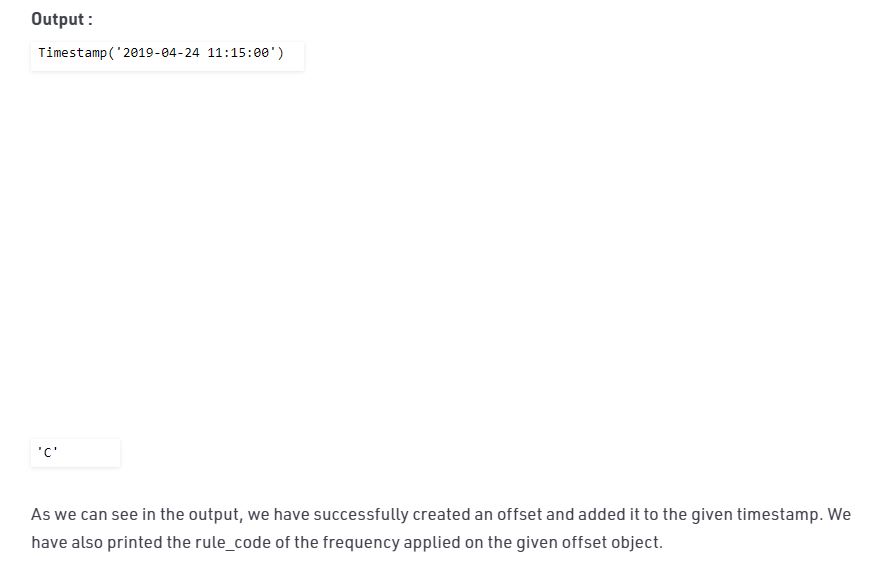 Output :
Timestamp('2019-04-24 11:15:00')
'C'
As we can see in the output, we have successfully created an offset and added it to the given timestamp. We
have also printed the rule_code of the frequency applied on the given offset object.